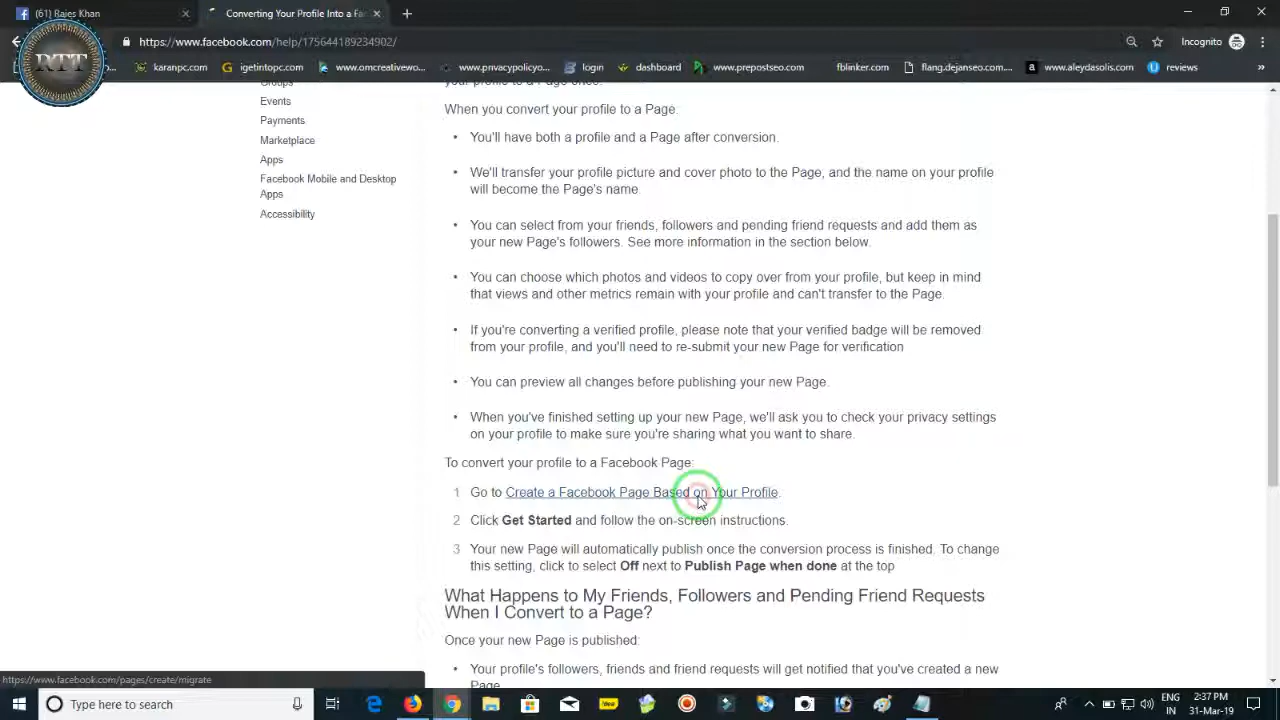 (61) Rajes Khan
Converting Your Profile Into a Fac
https://www.facebook.com/help/175644189234902/
Incognito
RTT
karanpc.com
igetintopc.com
www.omcreativewo...
www.privacypolicyo...
login
dashboard
www.prepostseo.com
fblinker.com
flang.dejanseo.com...
www.aleydasolis.com
reviews
your profile to a Page once.
Groups
Events
Payments
Marketplace
Apps
Facebook Mobile and Desktop
Apps
Accessibility
When you convert your profile to a Page:
• You'll have both a profile and a Page after conversion.
• We'll transfer your profile picture and cover photo to the Page, and the name on your profile
will become the Page's name.
• You can select from your friends, followers and pending friend requests and add them as
your new Page's followers. See more information in the section below.
• You can choose which photos and videos to copy over from your profile, but keep in mind
that views and other metrics remain with your profile and can't transfer to the Page.
• If you're converting a verified profile, please note that your verified badge will be removed
from your profile, and you'll need to re-submit your new Page for verification
• You can preview all changes before publishing your new Page.
• When you've finished setting up your new Page, we'll ask you to check your privacy settings
on your profile to make sure you're sharing what you want to share.
To convert your profile to a Facebook Page:
1 Go to Create a Facebook Page Based on Your Profile.
2 Click Get Started and follow the on-screen instructions.
3 Your new Page will automatically publish once the conversion process is finished. To change
this setting, click to select Off next to Publish Page when done at the top
What Happens to My Friends, Followers and Pending Friend Requests
When I Convert to a Page?
Once your new Page is published:
• Your profile's followers, friends and friend requests will get notified that you've created a new
Page.
https://www.facebook.com/pages/create/migrate
Type here to search
ENG
IN
2:37 PM
31-Mar-19